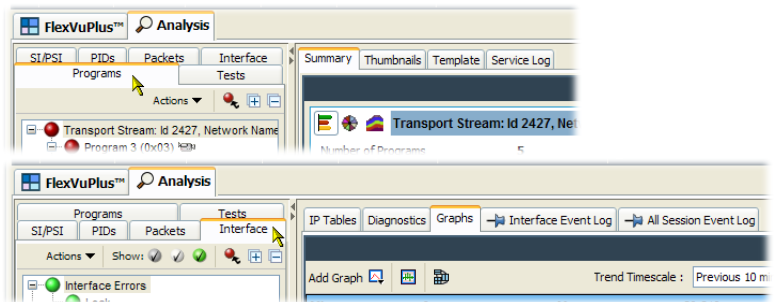 FlexVuPlus™ Analysis
SI/PSI PIDs Packets Interface
Programs Tests
Summary Thumbnails Template Service Log
Actions
Transport Stream: Id 2427, Network Name
Program 3 (0x03)
Transport Stream: Id 2427, Net
Number of Programs 5
FlexVuPlus™ Analysis
Programs Tests
SI/PSI PIDs Packets Interface
IP Tables Diagnostics Graphs Interface Event Log All Session Event Log
Actions Show:
Interface Errors
Lock
Add Graph Trend Timescale : Previous 10 m